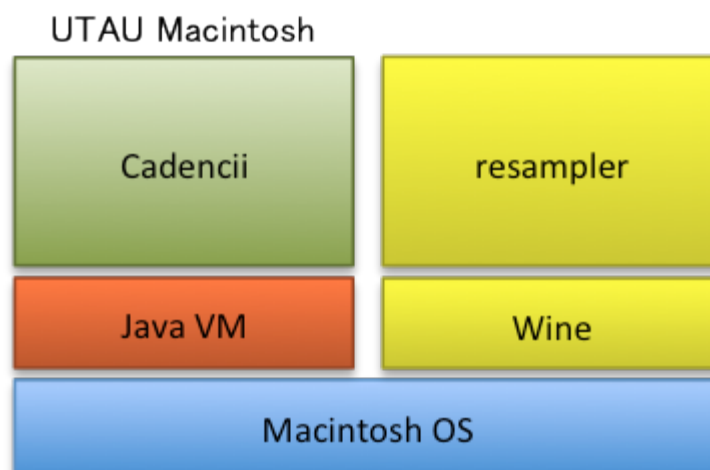 UTAU Macintosh
Cadencii
resampler
Java VM
Wine
Macintosh OS